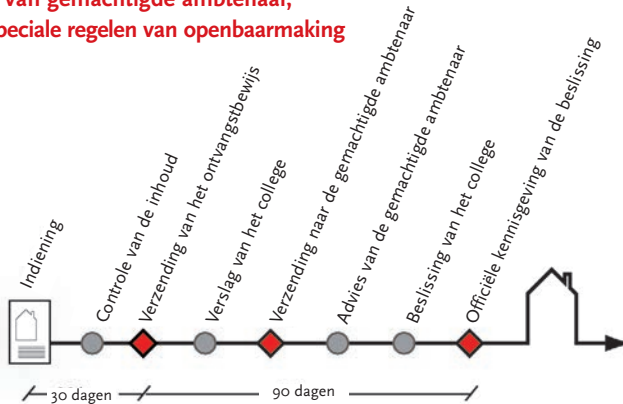 van gemachtigde ambtenaar,
peciale regelen van openbaarmaking
Indiening
Controle van de inhoud
Verzending van het ontvangstbewijs
Verslag van het college
Verzending naar de gemachtigde ambtenaar
Advies van de gemachtigde ambtenaar
Beslissing van het college
Officiële kennisgeving van de beslissing
30 dagen
90 dagen